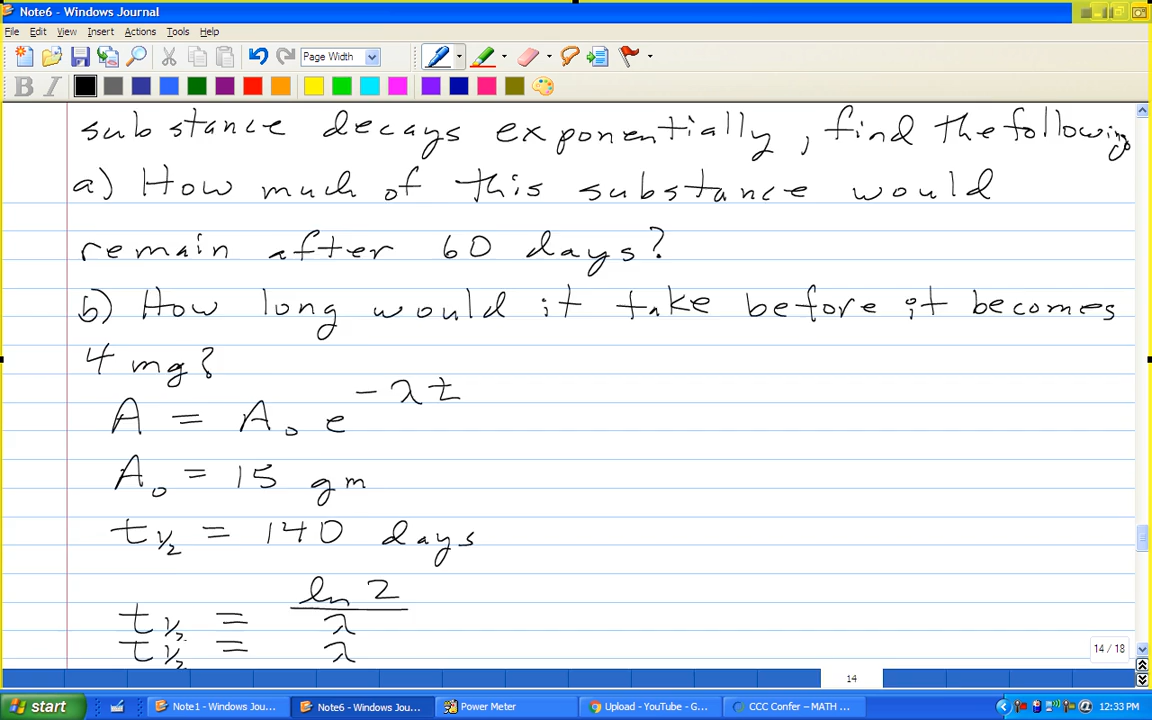 Note6 - Windows Journal
File Edit View Insert Actions Tools Help
Page Width
B I
substance decays exponentially, find the following
a) How much of this substance would
remain after 60 days?
b) How long would it take before it becomes
4 mg?
A = A₀ e^{-λt}
A₀ = 15 gm
t½ = 140 days
t½ = ln 2 / λ
t½ = λ
14 / 18
14
start Note1 - Windows Jou... Note6 - Windows Jou... Power Meter Upload - YouTube - G... CCC Confer – MATH ... 12:33 PM